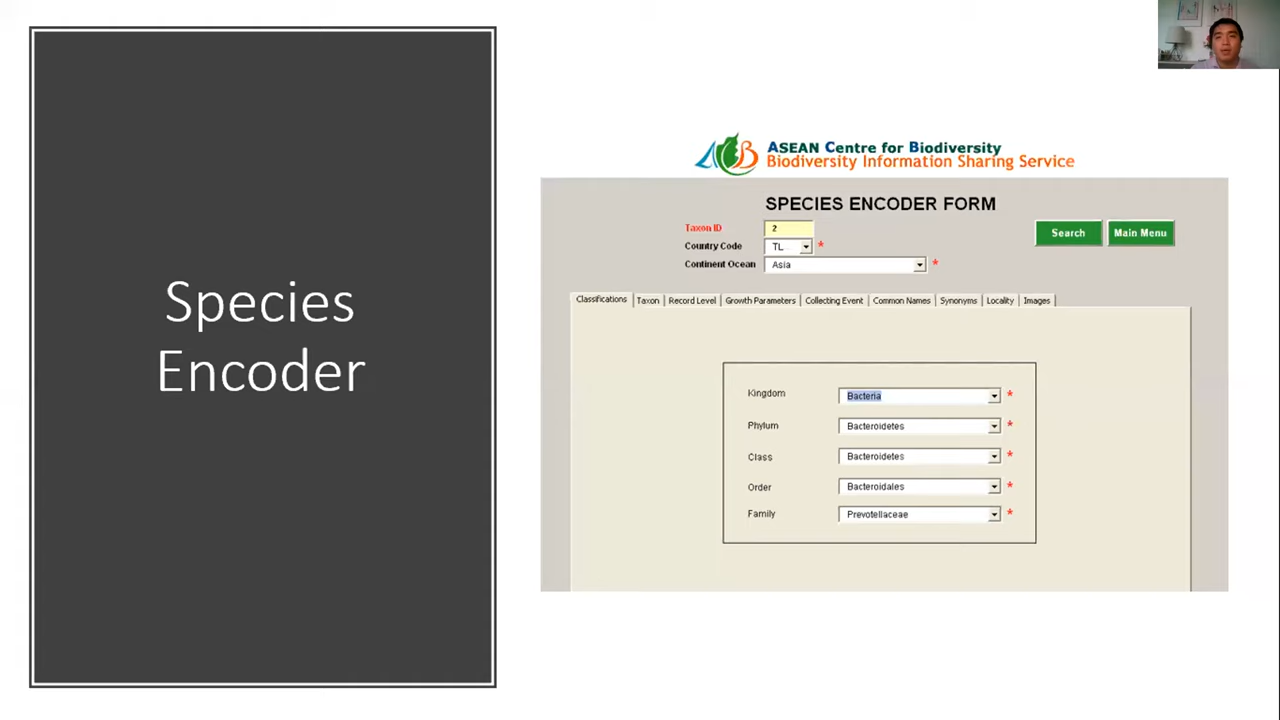 Species
Encoder
ASEAN Centre for Biodiversity
Biodiversity Information Sharing Service
SPECIES ENCODER FORM
Taxon ID 2
Country Code TL *
Continent Ocean Asia *
Search Main Menu
Classifications Taxon Record Level Growth Parameters Collecting Event Common Names Synonyms Locality Images
Kingdom Bacteria *
Phylum Bacteroidetes *
Class Bacteroidetes *
Order Bacteroidales *
Family Prevotellaceae *